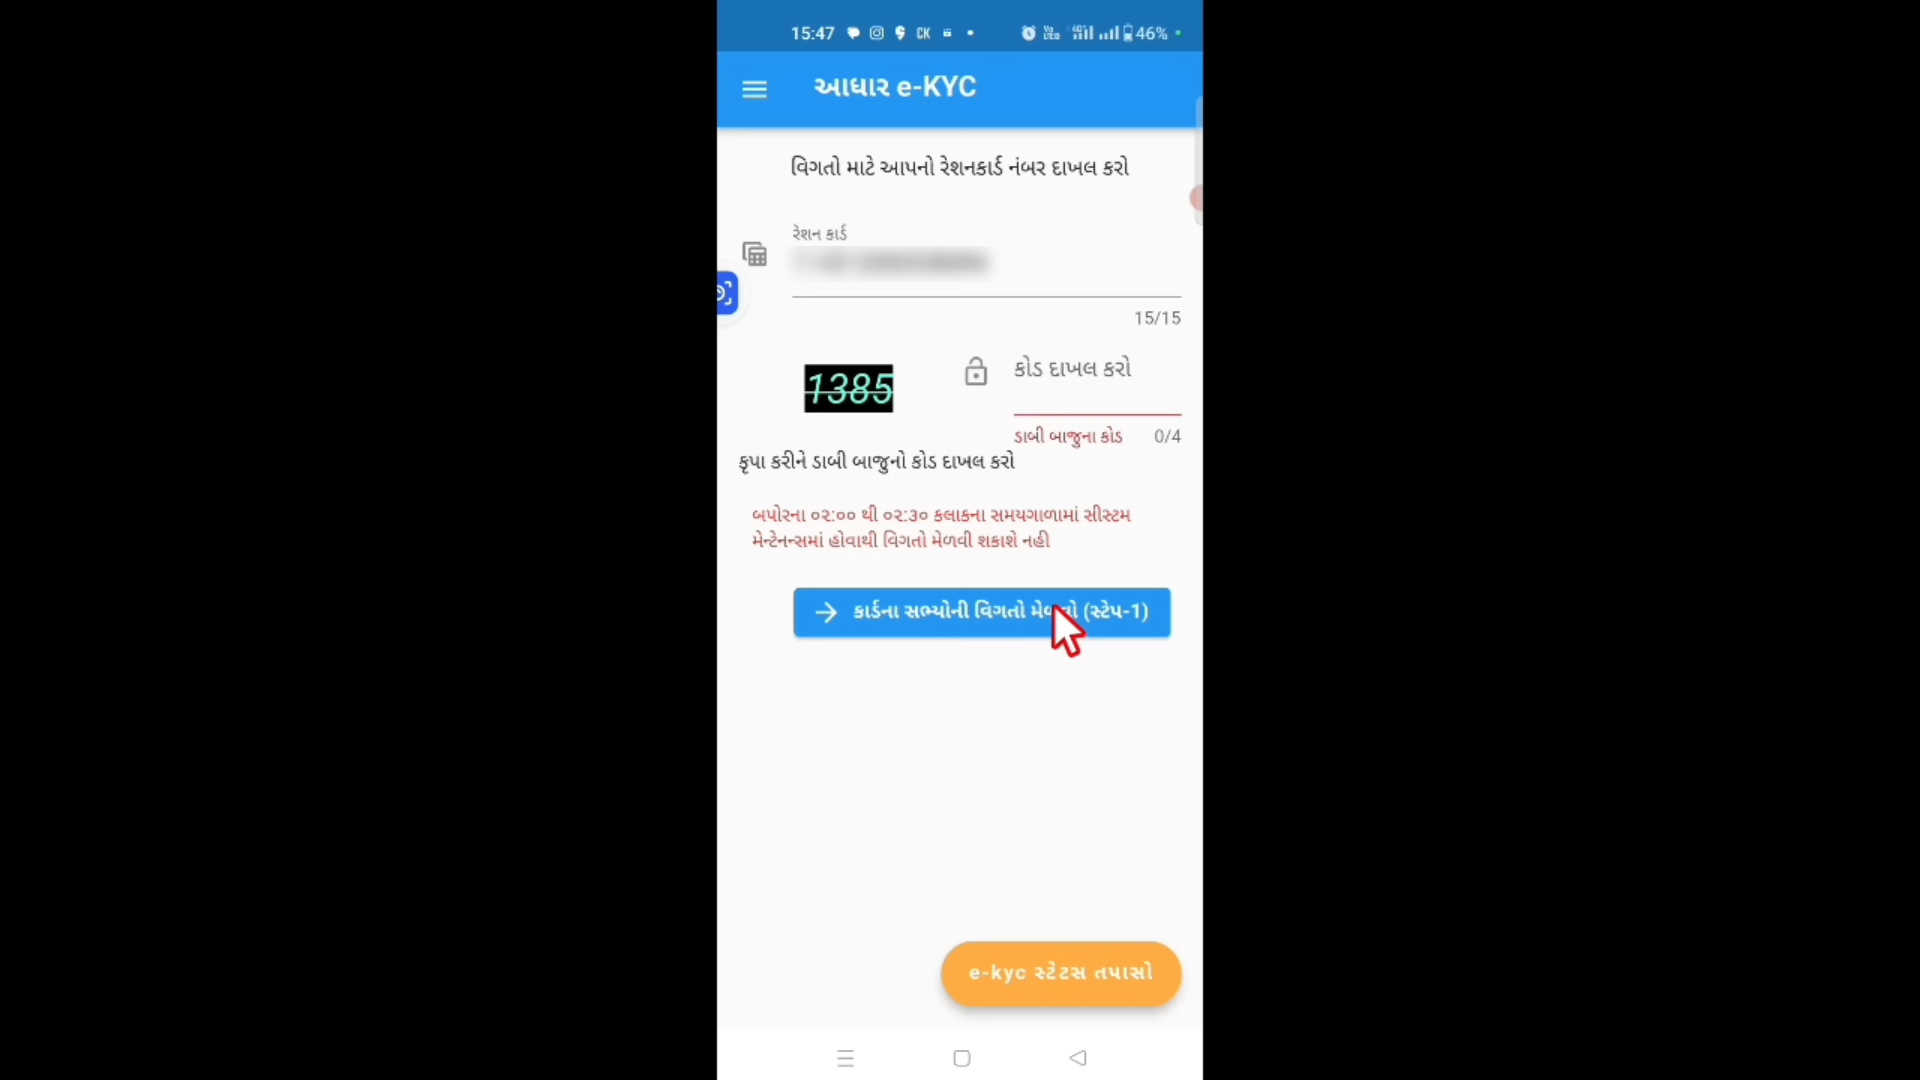 15:47 CK 46%
આધાર e-KYC
વિગતો માટે આપનો રેશનકાર્ડ નંબર દાખલ કરો
રેશન કાર્ડ
15/15
1385
કોડ દાખલ કરો
ડાબી બાજુના કોડ 0/4
કૃપા કરીને ડાબી બાજુનો કોડ દાખલ કરો
બપોરના ૦૨:૦૦ થી ૦૨:૩૦ કલાકના સમયગાળામાં સીસ્ટમ
મેન્ટેનન્સમાં હોવાથી વિગતો મેળવી શકાશે નહી
કાર્ડના સભ્યોની વિગતો (સ્ટેપ-1)
e-kyc સ્ટેટસ તપાસો